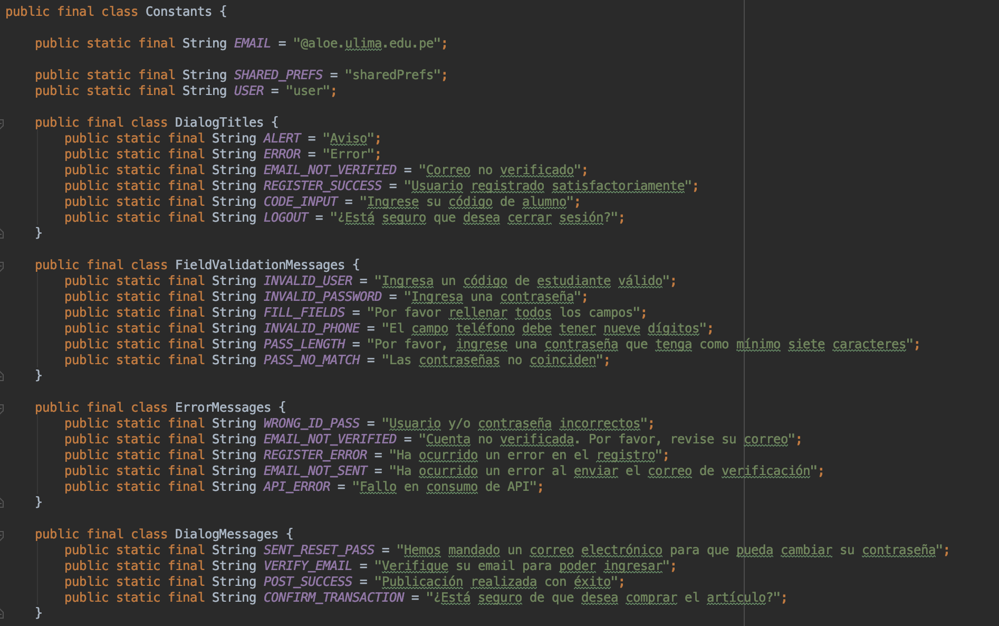 public final class Constants {
public static final String EMAIL = "@aloe.ulima.edu.pe";
public static final String SHARED_PREFS = "sharedPrefs";
public static final String USER = "user";
public final class DialogTitles {
public static final String ALERT = "Aviso";
public static final String ERROR = "Error";
public static final String EMAIL_NOT_VERIFIED = "Correo no verificado";
public static final String REGISTER_SUCCESS = "Usuario registrado satisfactoriamente";
public static final String CODE_INPUT = "Ingrese su código de alumno";
public static final String LOGOUT = "¿Está seguro que desea cerrar sesión?";
}
public final class FieldValidationMessages {
public static final String INVALID_USER = "Ingresa un código de estudiante válido";
public static final String INVALID_PASSWORD = "Ingresa una contraseña";
public static final String FILL_FIELDS = "Por favor rellenar todos los campos";
public static final String INVALID_PHONE = "El campo teléfono debe tener nueve dígitos";
public static final String PASS_LENGTH = "Por favor, ingrese una contraseña que tenga como mínimo siete caracteres";
public static final String PASS_NO_MATCH = "Las contraseñas no coinciden";
}
public final class ErrorMessages {
public static final String WRONG_ID_PASS = "Usuario y/o contraseña incorrectos";
public static final String EMAIL_NOT_VERIFIED = "Cuenta no verificada. Por favor, revise su correo";
public static final String REGISTER_ERROR = "Ha ocurrido un error en el registro";
public static final String EMAIL_NOT_SENT = "Ha ocurrido un error al enviar el correo de verificación";
public static final String API_ERROR = "Fallo en consumo de API";
}
public final class DialogMessages {
public static final String SENT_RESET_PASS = "Hemos mandado un correo electrónico para que pueda cambiar su contraseña";
public static final String VERIFY_EMAIL = "Verifique su email para poder ingresar";
public static final String POST_SUCCESS = "Publicación realizada con éxito";
public static final String CONFIRM_TRANSACTION = "¿Está seguro de que desea comprar el artículo?";
}